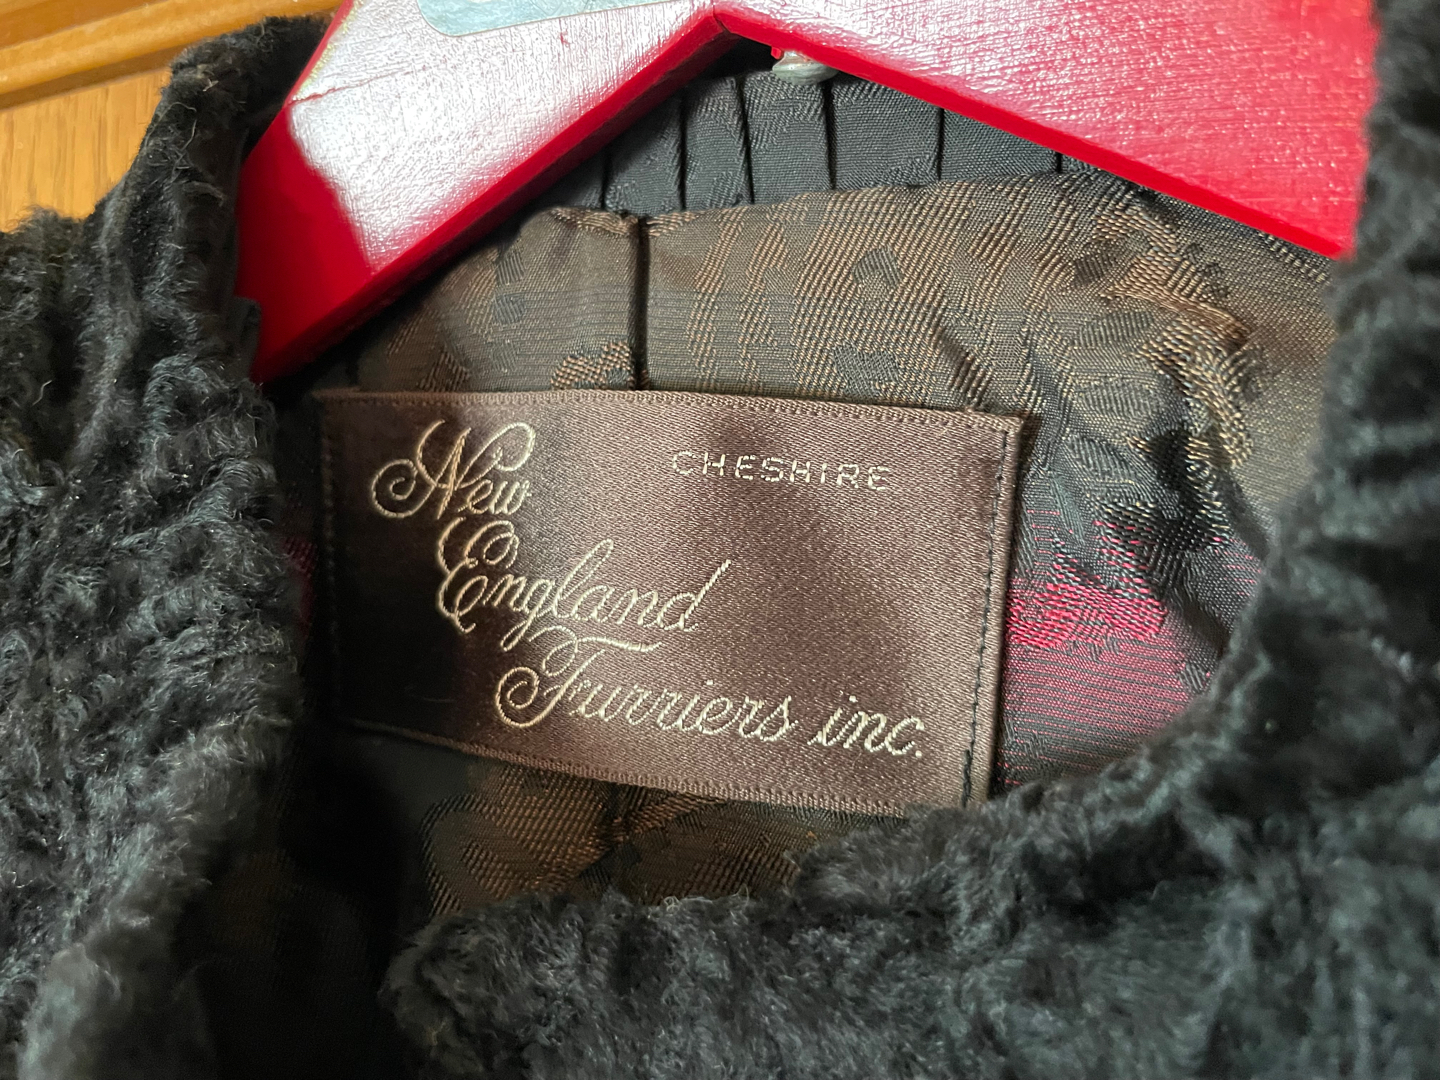 CHESHIRE
New
England
Furriers inc.